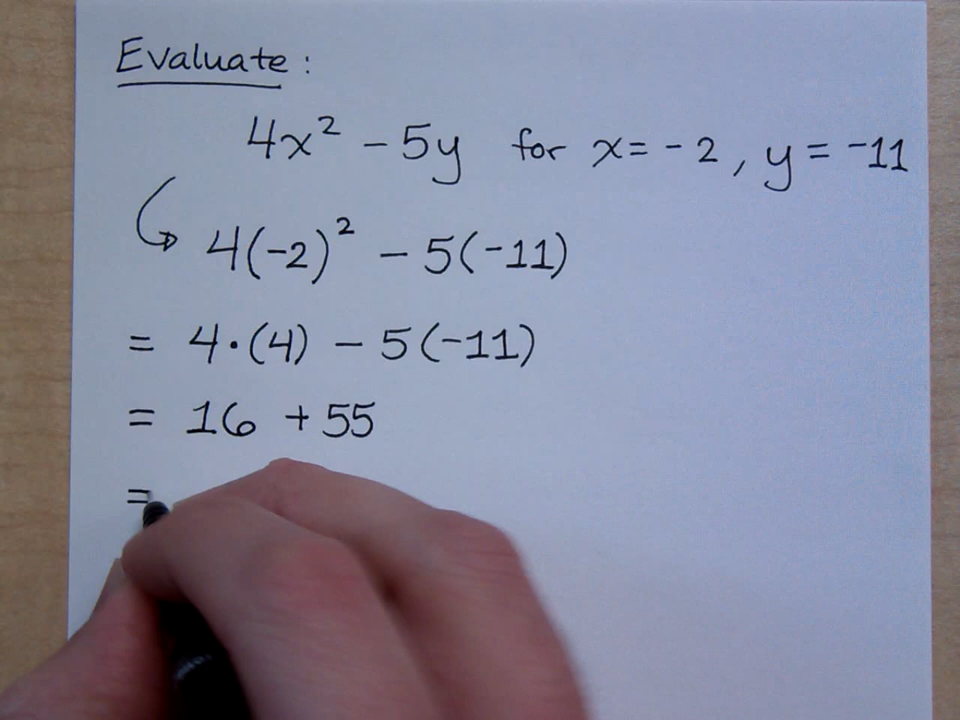 Evaluate:
4x² - 5y for x = -2, y = -11
4(-2)² - 5(-11)
= 4·(4) - 5(-11)
= 16 + 55
=